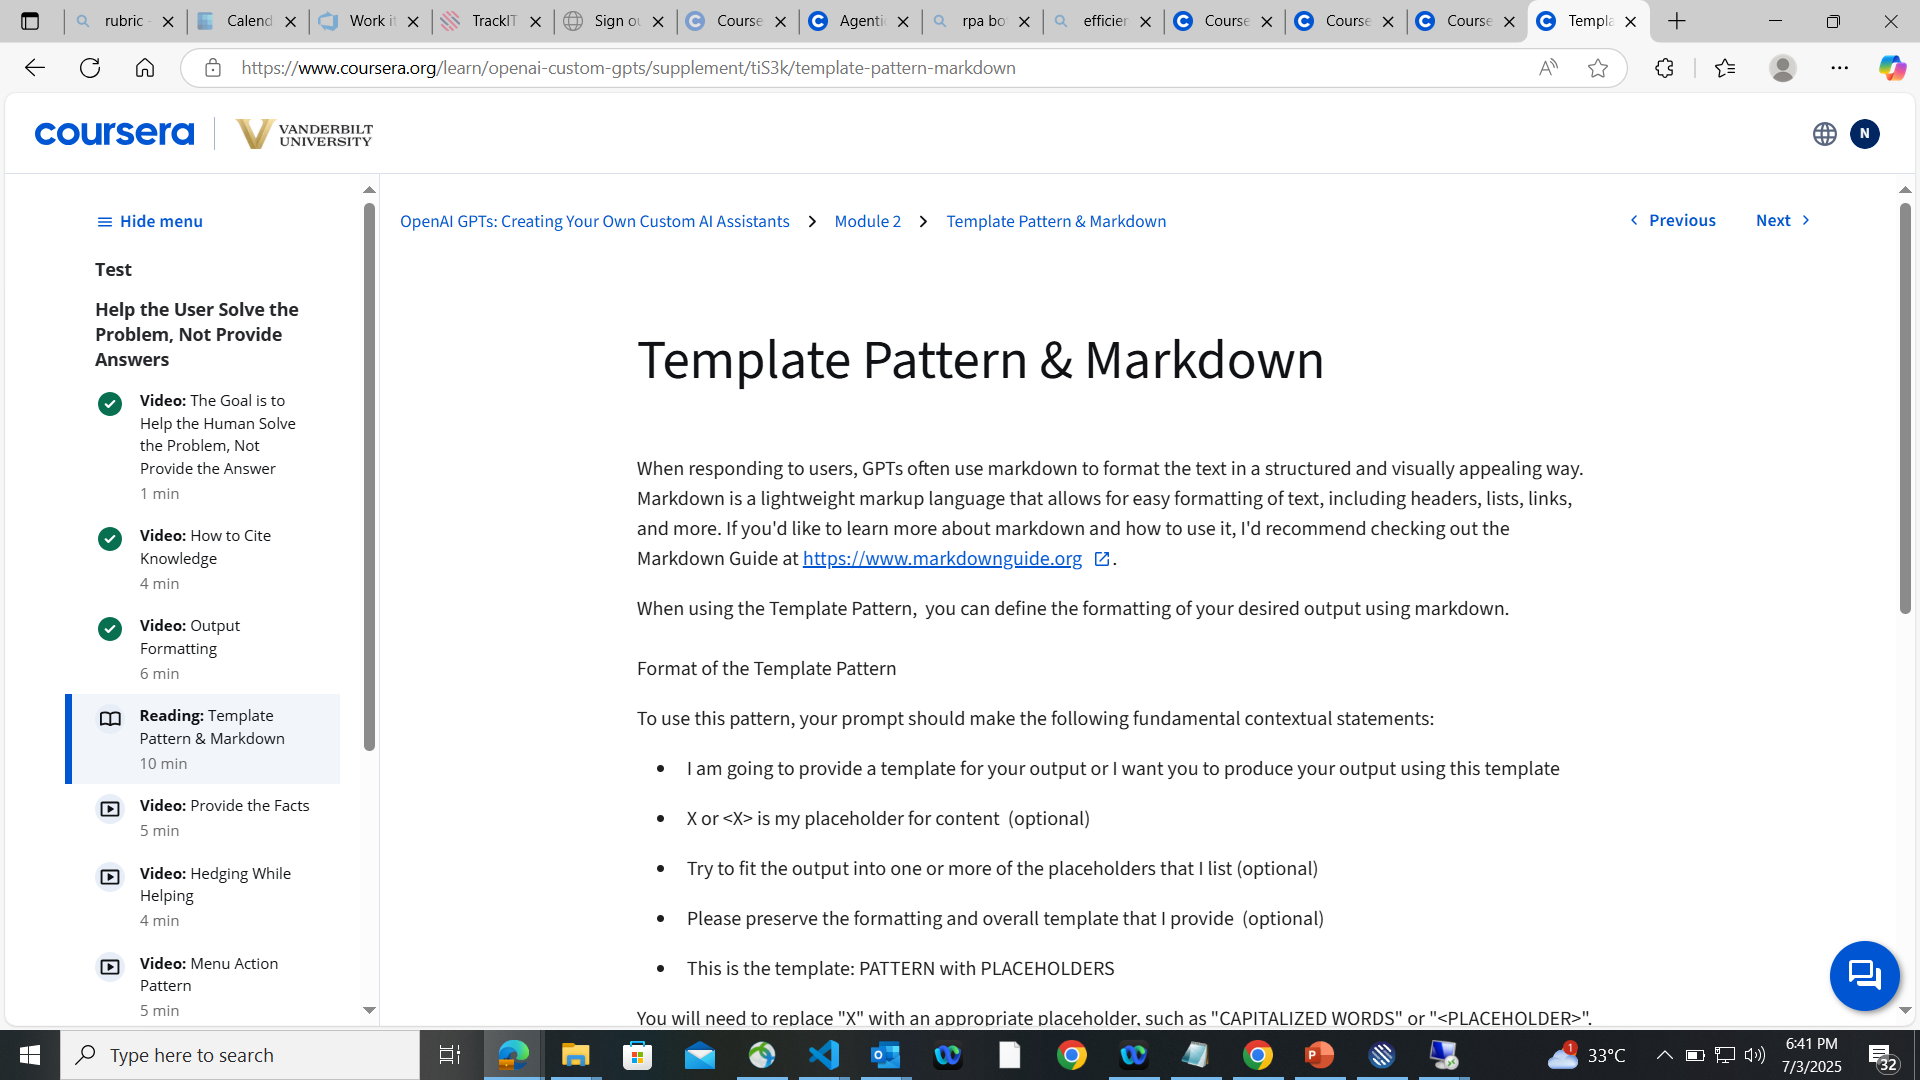 rubric -
Calend
Work it
TrackIT
Sign ou
Course
Agentic
rpa bo
efficien
Course
Course
Course
Templa
https://www.coursera.org/learn/openai-custom-gpts/supplement/tiS3k/template-pattern-markdown
coursera
VANDERBILT
UNIVERSITY
N
Hide menu
OpenAI GPTs: Creating Your Own Custom AI Assistants
Module 2
Template Pattern & Markdown
Previous
Next
Test
Help the User Solve the
Problem, Not Provide
Answers
Video: The Goal is to
Help the Human Solve
the Problem, Not
Provide the Answer
1 min
Video: How to Cite
Knowledge
4 min
Video: Output
Formatting
6 min
Reading: Template
Pattern & Markdown
10 min
Video: Provide the Facts
5 min
Video: Hedging While
Helping
4 min
Video: Menu Action
Pattern
5 min
Template Pattern & Markdown
When responding to users, GPTs often use markdown to format the text in a structured and visually appealing way.
Markdown is a lightweight markup language that allows for easy formatting of text, including headers, lists, links,
and more. If you'd like to learn more about markdown and how to use it, I'd recommend checking out the
Markdown Guide at https://www.markdownguide.org .
When using the Template Pattern,  you can define the formatting of your desired output using markdown.
Format of the Template Pattern
To use this pattern, your prompt should make the following fundamental contextual statements:
• I am going to provide a template for your output or I want you to produce your output using this template
• X or <X> is my placeholder for content  (optional)
• Try to fit the output into one or more of the placeholders that I list (optional)
• Please preserve the formatting and overall template that I provide  (optional)
• This is the template: PATTERN with PLACEHOLDERS
You will need to replace "X" with an appropriate placeholder, such as "CAPITALIZED WORDS" or "<PLACEHOLDER>".
Type here to search
1
33°C
6:41 PM
7/3/2025
32